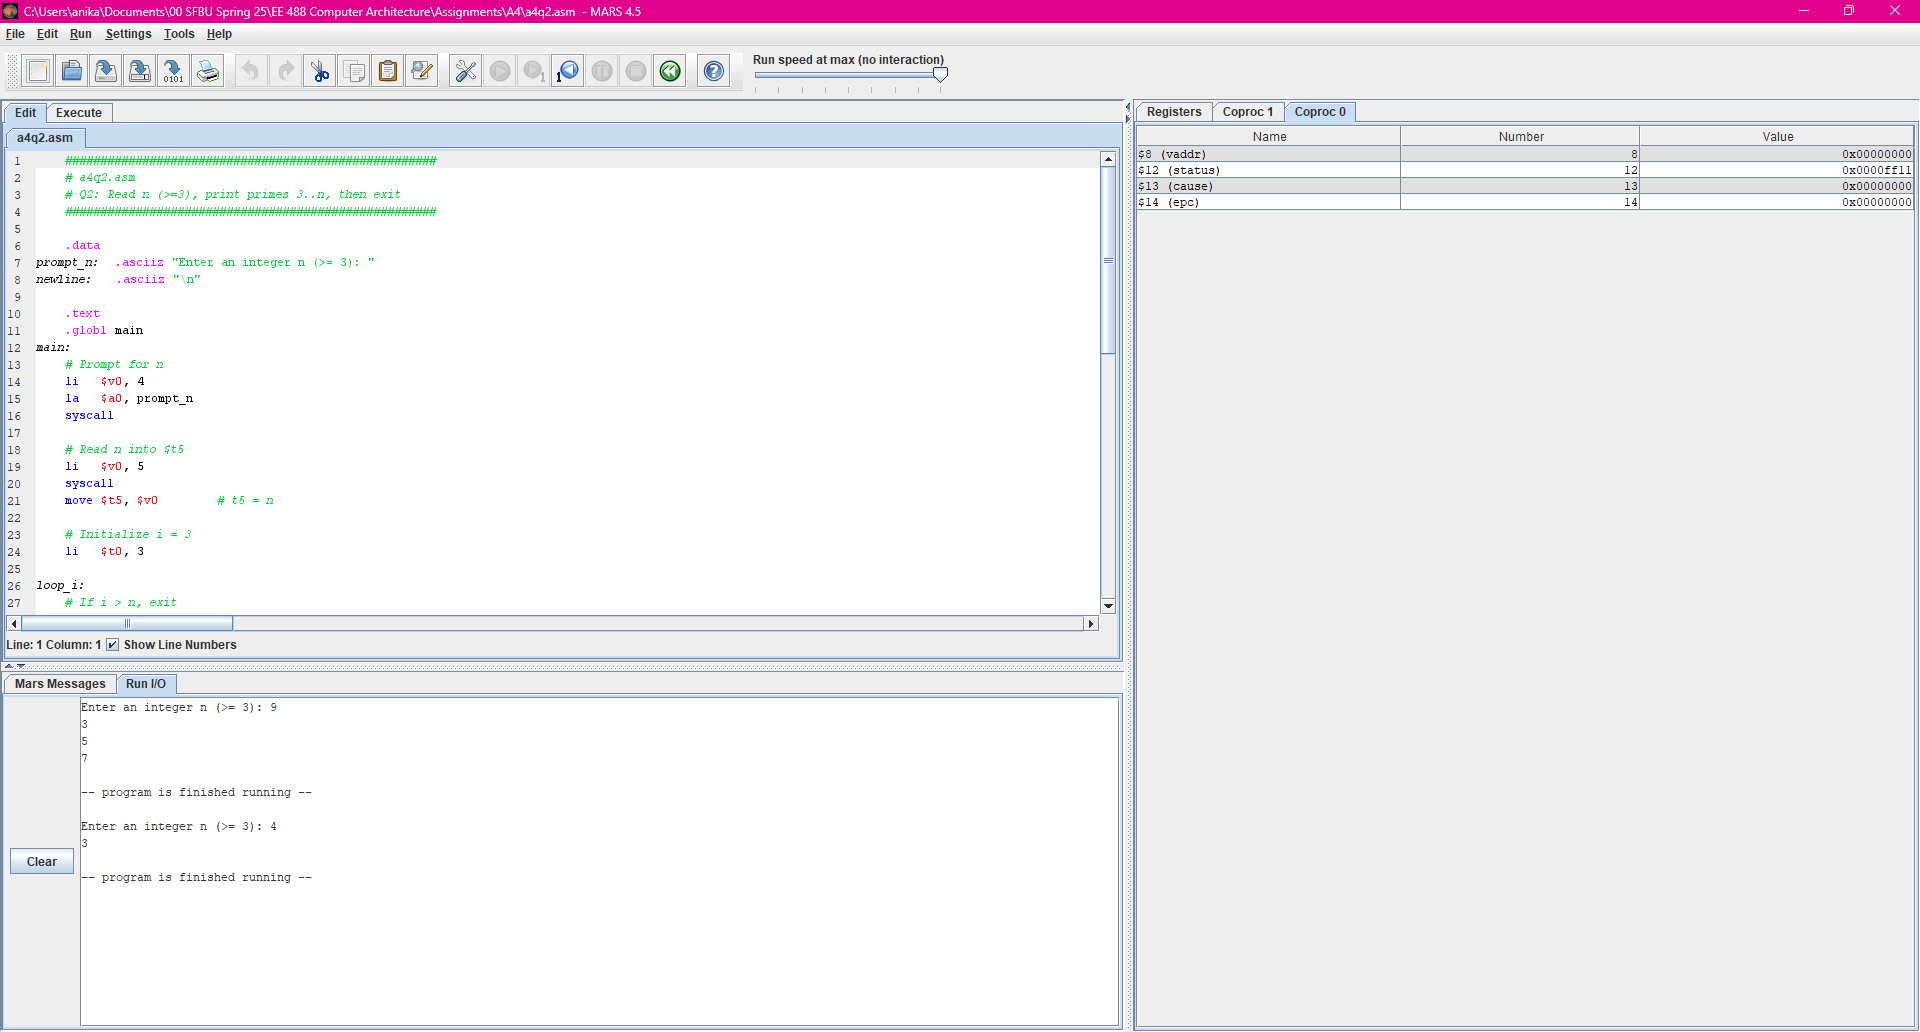 C:\Users\anika\Documents\00 SFBU Spring 25\EE 488 Computer Architecture\Assignments\A4\a4q2.asm - MARS 4.5
File Edit Run Settings Tools Help
Run speed at max (no interaction)
Edit Execute
a4q2.asm
1 ####################################################
2 # a4q2.asm
3 # Q2: Read n (>=3), print primes 3..n, then exit
4 ####################################################
5
6 .data
7 prompt_n: .asciiz "Enter an integer n (>= 3): "
8 newline: .asciiz "\n"
9
10 .text
11 .globl main
12 main:
13 # Prompt for n
14 li $v0, 4
15 la $a0, prompt_n
16 syscall
17
18 # Read n into $t5
19 li $v0, 5
20 syscall
21 move $t5, $v0 # t5 = n
22
23 # Initialize i = 3
24 li $t0, 3
25
26 loop_i:
27 # If i > n, exit
Line: 1 Column: 1 Show Line Numbers
Mars Messages Run I/O
Clear
Enter an integer n (>= 3): 9
3
5
7
-- program is finished running --
Enter an integer n (>= 3): 4
3
-- program is finished running --
Registers Coproc 1 Coproc 0
Name Number Value
$8 (vaddr) 8 0x00000000
$12 (status) 12 0x0000ff11
$13 (cause) 13 0x00000000
$14 (epc) 14 0x00000000